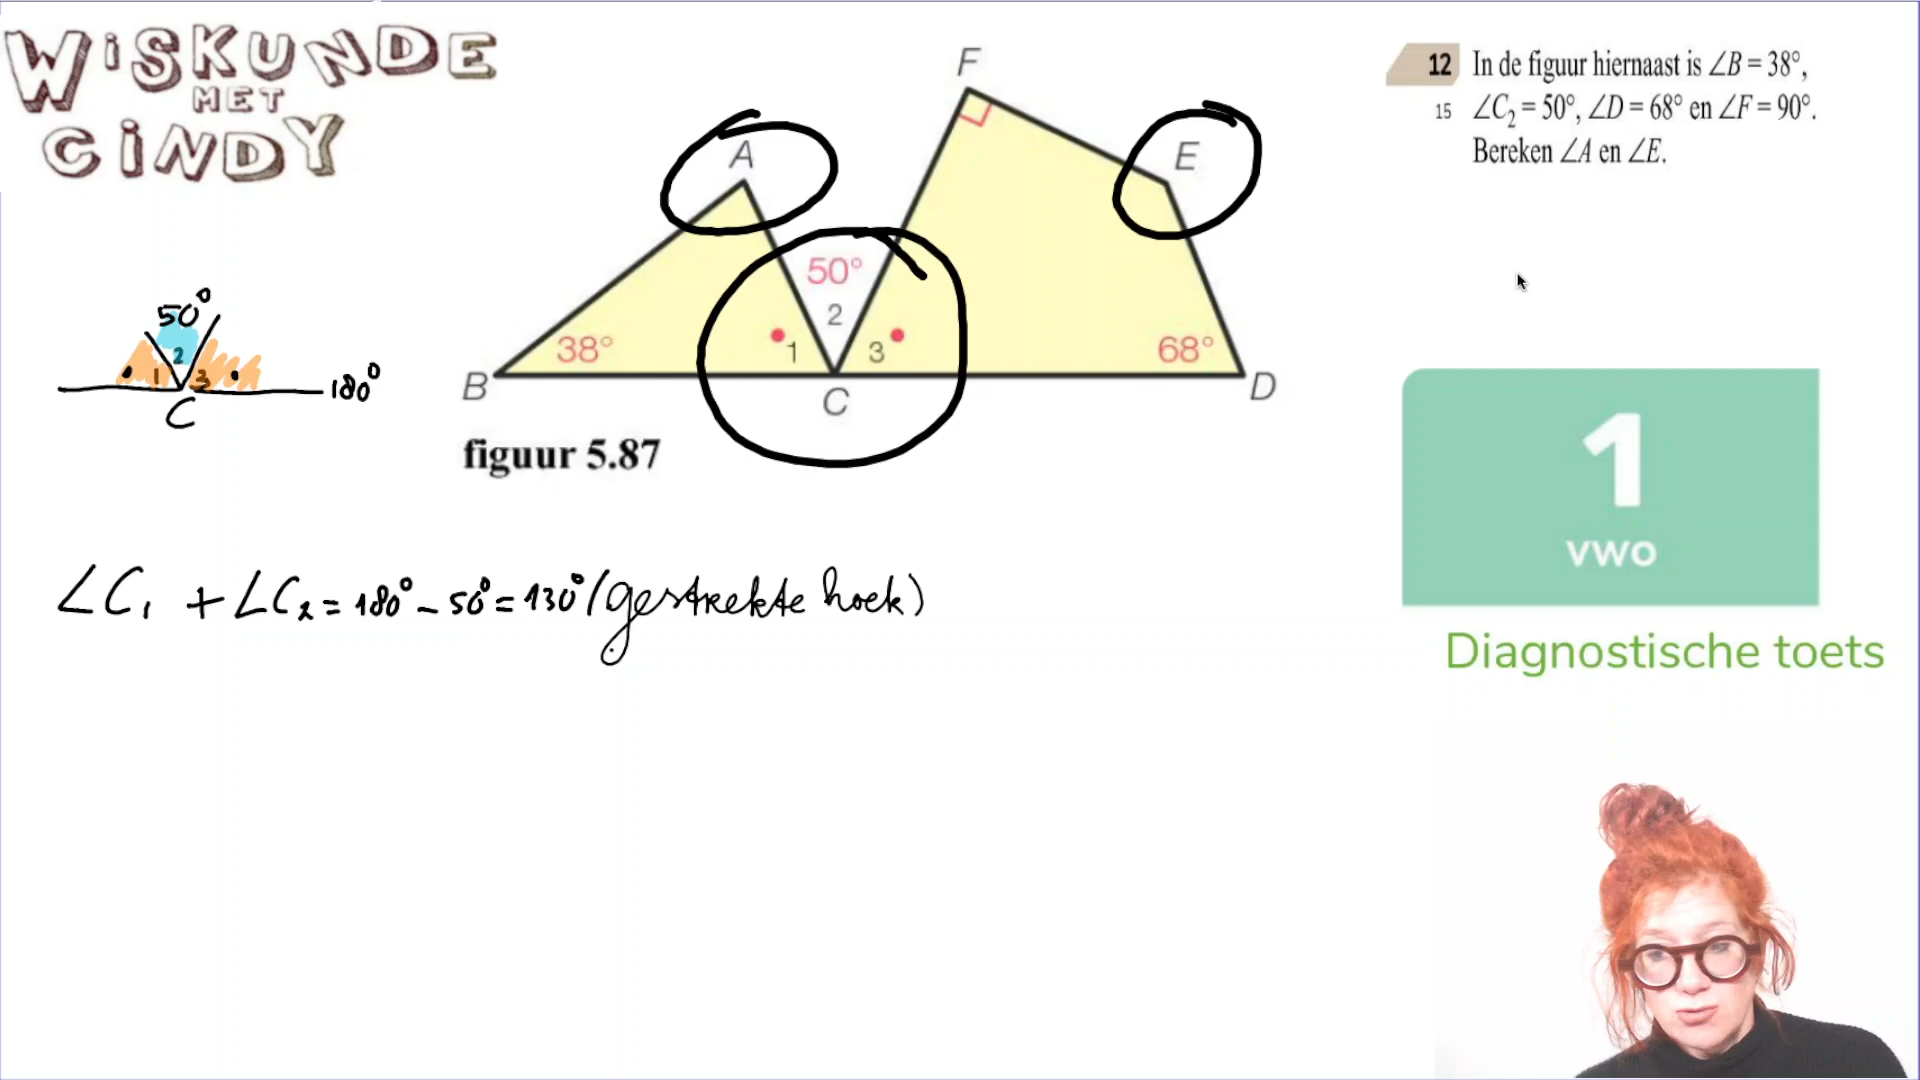 WiSKUNDE
MET
CiNDY
12 In de figuur hiernaast is ∠B = 38°,
15 ∠C₂ = 50°, ∠D = 68° en ∠F = 90°.
Bereken ∠A en ∠E.
F
A
E
50°
2
38°
1
3
68°
B
C
D
figuur 5.87
50°
2
1
3
180°
C
∠C₁ + ∠C₂ = 180° - 50° = 130° (gestrekte hoek)
1
vwo
Diagnostische toets